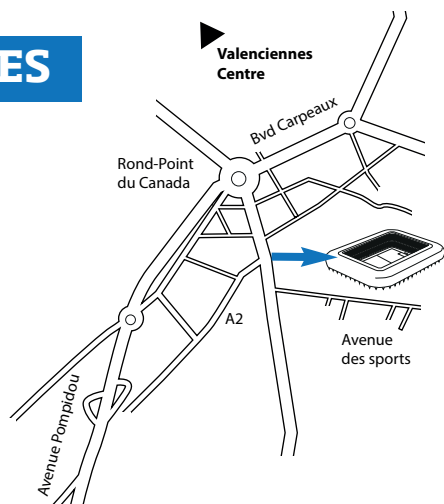 ES
Valenciennes
Centre
Bvd Carpeaux
Rond-Point
du Canada
A2
Avenue
des sports
Avenue Pompidou